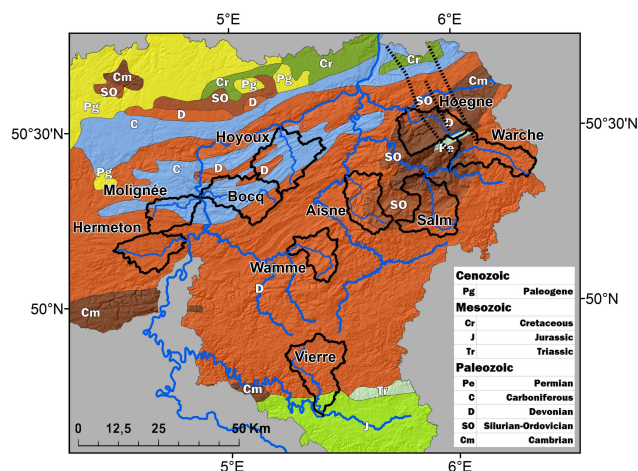 5°E 6°E
Cm Cr Cr
Cm Cr Pg Pg
SO SO SO Hoëgne
Pg D D
50°30'N C Hoyoux Warche 50°30'N
Pe
SO
C D D
Pg
Molignée Bocq
Aisne SO Salm
Hermeton
Wamme
D
50°N 50°N
Cm
Vierre
Cm Tr
J
0 12,5 25 50 Km
Cenozoic
Pg Paleogene
Mesozoic
Cr Cretaceous
J Jurassic
Tr Triassic
Paleozoic
Pe Permian
C Carboniferous
D Devonian
SO Silurian-Ordovician
Cm Cambrian
5°E 6°E